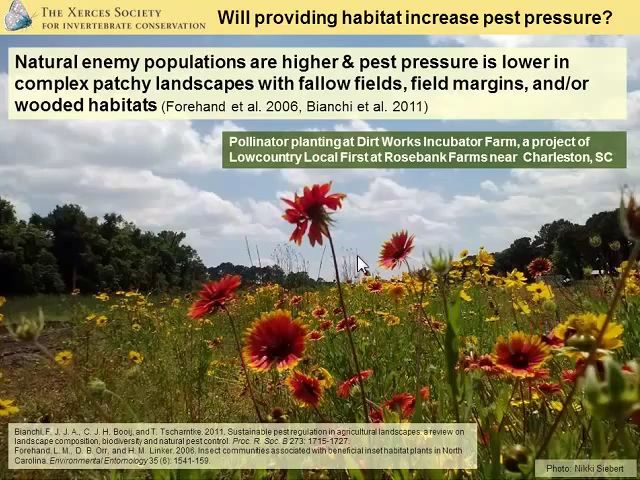 THE XERCES SOCIETY
FOR INVERTEBRATE CONSERVATION
Will providing habitat increase pest pressure?
Natural enemy populations are higher & pest pressure is lower in
complex patchy landscapes with fallow fields, field margins, and/or
wooded habitats (Forehand et al. 2006, Bianchi et al. 2011)
Pollinator planting at Dirt Works Incubator Farm, a project of
Lowcountry Local First at Rosebank Farms near Charleston, SC
Bianchi, F. J. J. A., C. J. H. Booij, and T. Tscharntke. 2011. Sustainable pest regulation in agricultural landscapes: a review on
landscape composition, biodiversity and natural pest control. Proc. R. Soc. B 273: 1715-1727.
Forehand, L. M., D. B. Orr, and H. M. Linker. 2006. Insect communities associated with beneficial inset habitat plants in North
Carolina. Environmental Entomology 35 (6): 1541-159.
Photo: Nikki Siebert